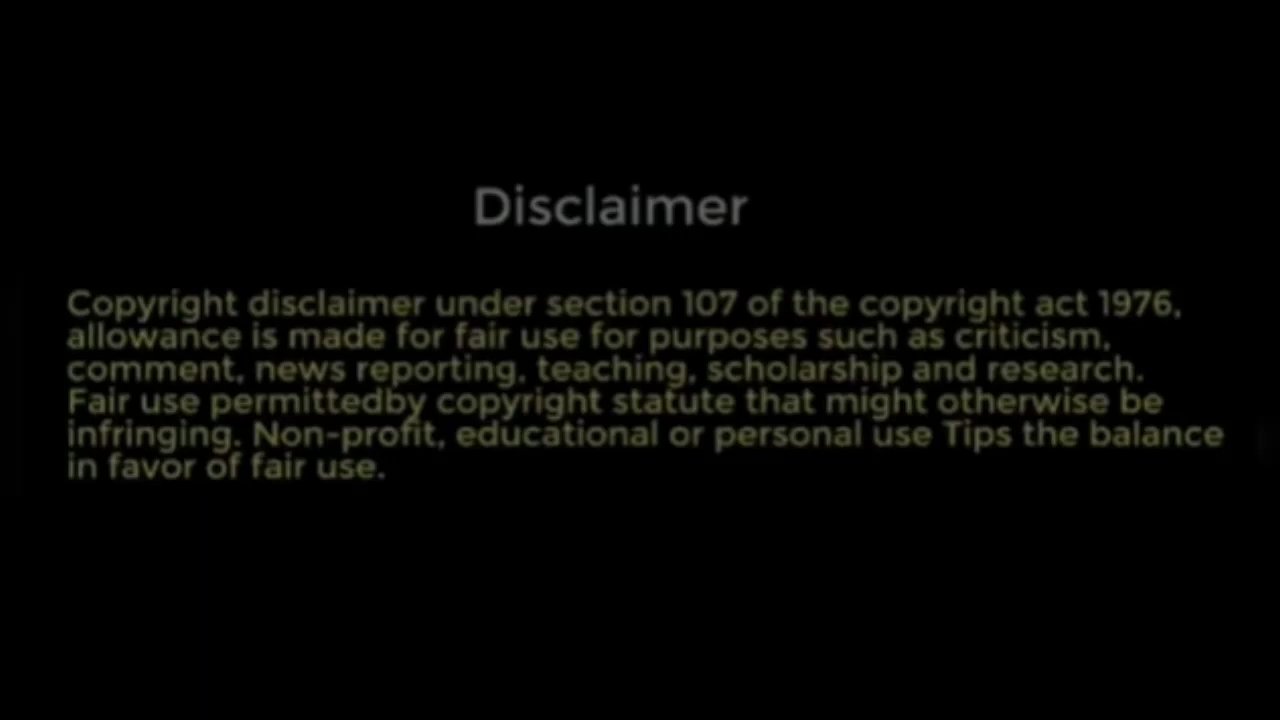 Disclaimer
Copyright disclaimer under section 107 of the copyright act 1976,
allowance is made for fair use for purposes such as criticism,
comment, news reporting, teaching, scholarship and research.
Fair use permittedby copyright statute that might otherwise be
infringing. Non-profit, educational or personal use Tips the balance
in favor of fair use.